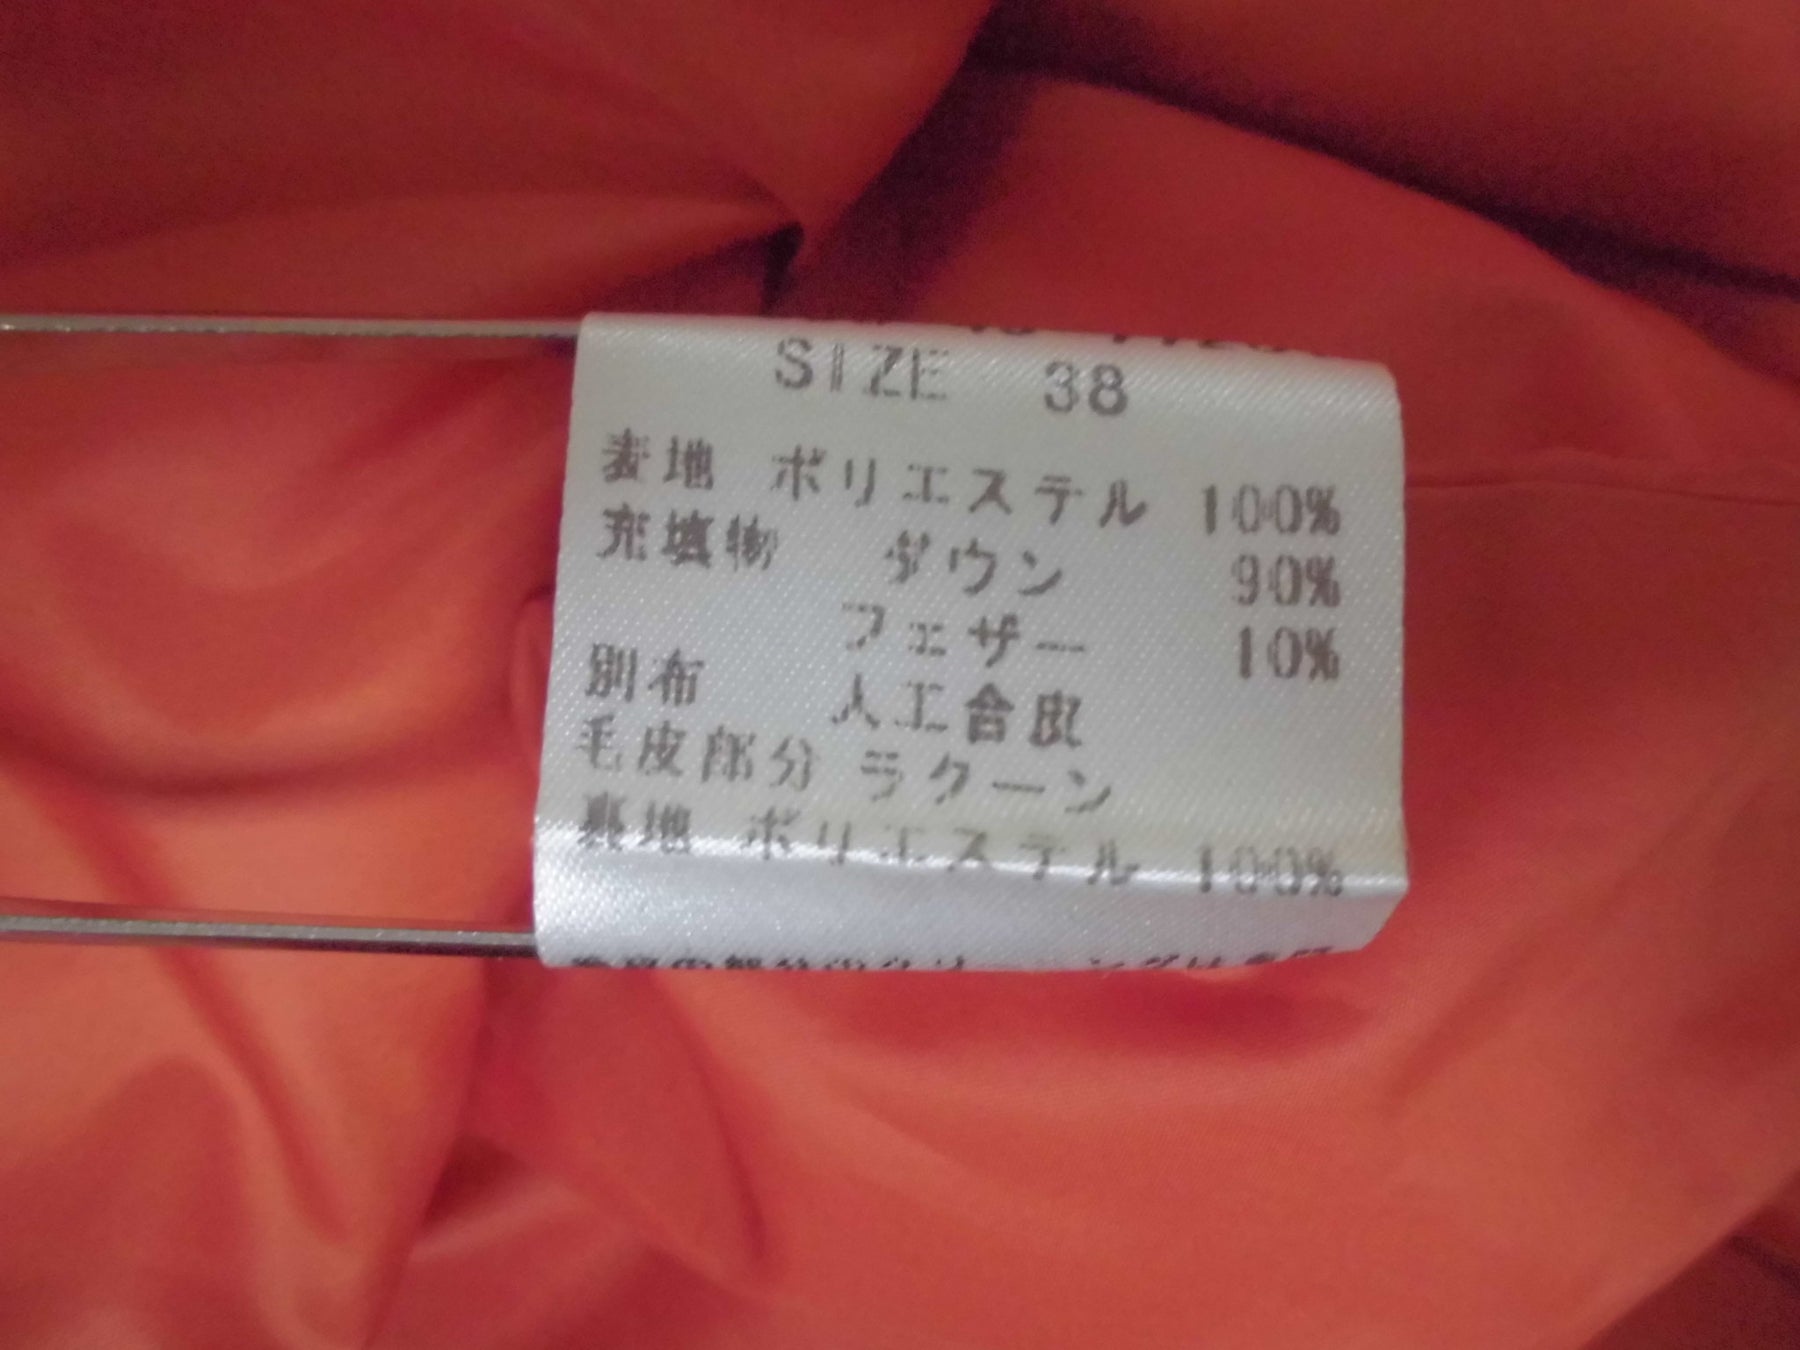 SIZE 38
表地 ポリエステル 100%
充填物 ダウン 90%
フェザー 10%
別布 人工合皮
毛皮部分 ラクーン
裏地 ポリエステル 100%